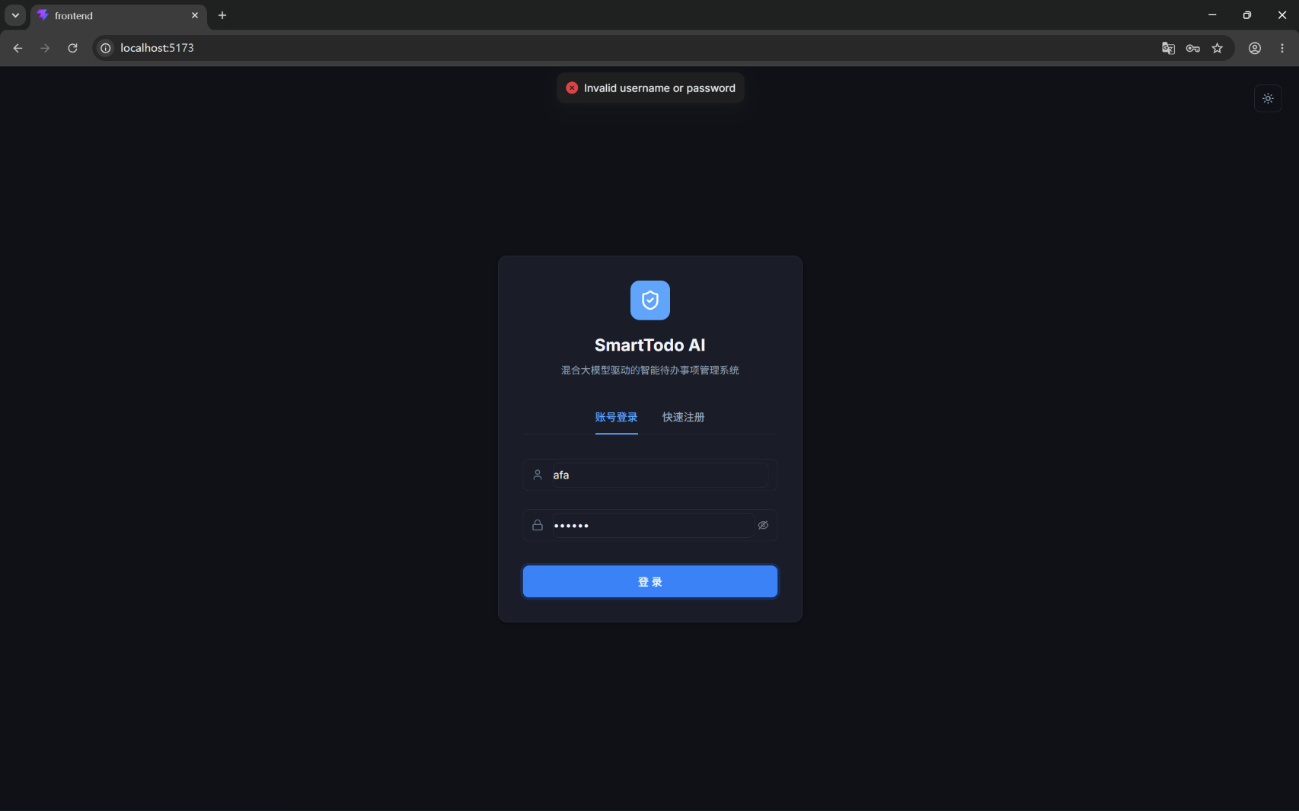 frontend
localhost:5173
Invalid username or password
SmartTodo AI
混合大模型驱动的智能待办事项管理系统
账号登录 快速注册
afa
••••••
登 录